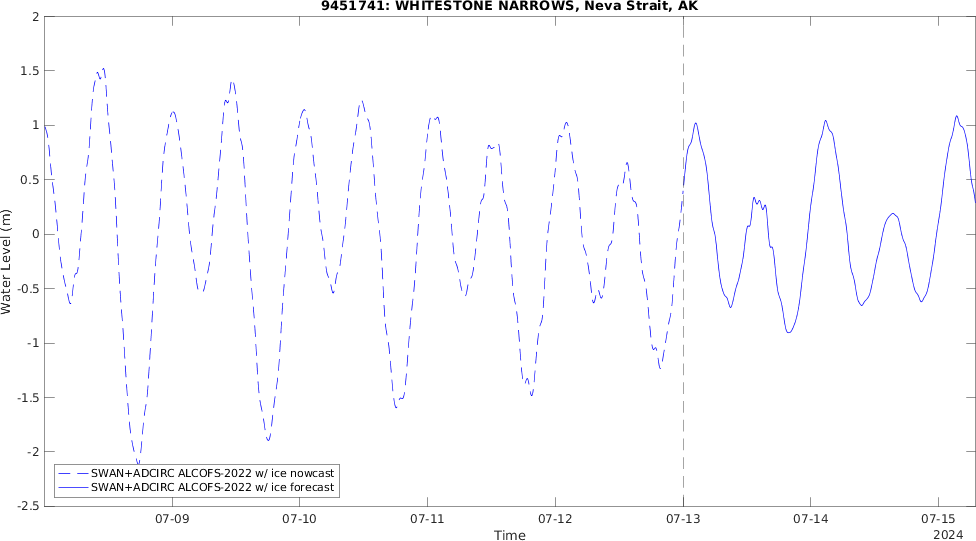 9451741: WHITESTONE NARROWS, Neva Strait, AK
2
1.5
1
0.5
0
-0.5
-1
-1.5
-2
-2.5
Water Level (m)
SWAN+ADCIRC ALCOFS-2022 w/ ice nowcast
SWAN+ADCIRC ALCOFS-2022 w/ ice forecast
07-09 07-10 07-11 07-12 07-13 07-14 07-15
Time
2024